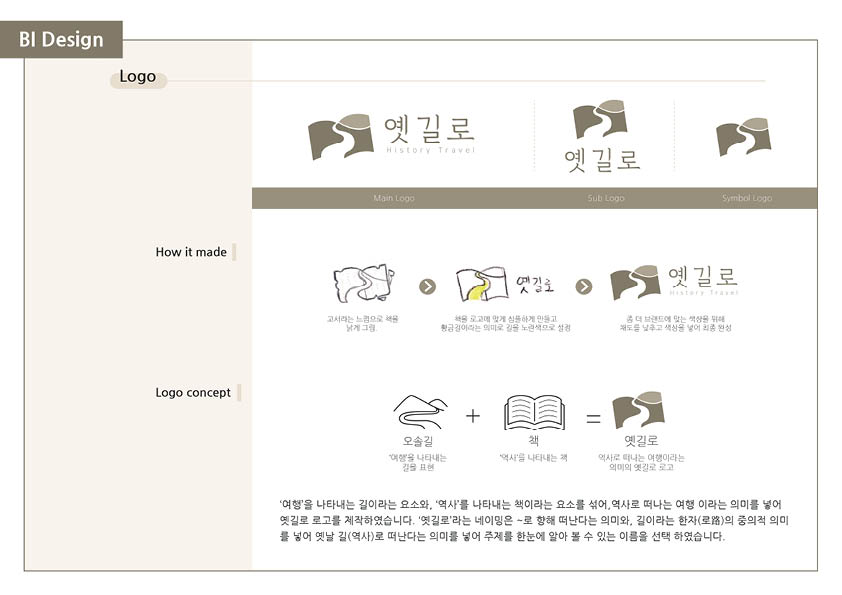 BI Design
Logo
옛길로
History Travel
옛길로
Main Logo
Sub Logo
Symbol Logo
How it made
옛길로
옛길로
History Travel
고서라는 느낌으로 책을
낡게 그림.
책을 로고에 맞게 심플하게 만들고
황금길이라는 의미로 길을 노란색으로 설정
좀 더 브랜드에 맞는 색상을 위해
채도를 낮추고 색상을 넣어 최종 완성
Logo concept
+
=
오솔길
책
옛길로
‘여행’을 나타내는
길을 표현
‘역사’를 나타내는 책
역사로 떠나는 여행이라는
의미의 옛길로 로고
‘여행’을 나타내는 길이라는 요소와, ‘역사’를 나타내는 책이라는 요소를 섞어,역사로 떠나는 여행 이라는 의미를 넣어
옛길로 로고를 제작하였습니다. ‘옛길로’라는 네이밍은 ~로 향해 떠난다는 의미와, 길이라는 한자(로路)의 중의적 의미
를 넣어 옛날 길(역사)로 떠난다는 의미를 넣어 주제를 한눈에 알아 볼 수 있는 이름을 선택 하였습니다.